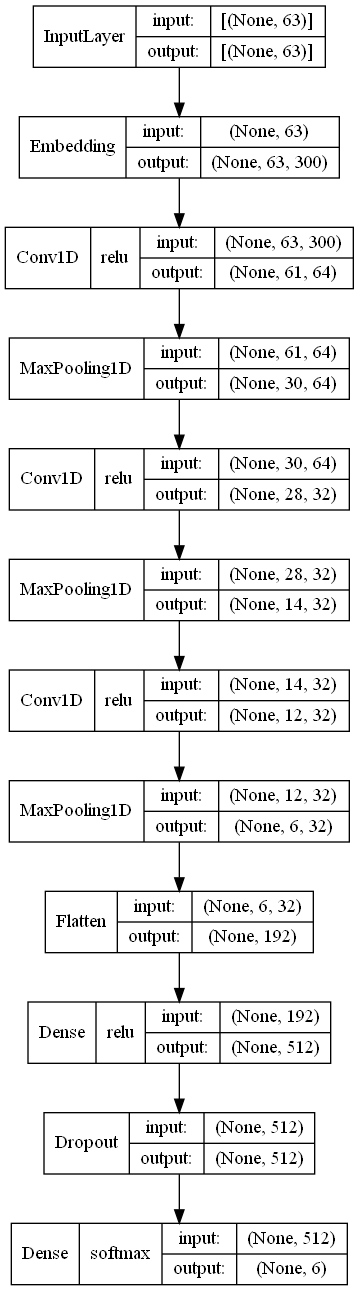 InputLayer input: [(None, 63)]
output: [(None, 63)]
Embedding input: (None, 63)
output: (None, 63, 300)
Conv1D relu input: (None, 63, 300)
output: (None, 61, 64)
MaxPooling1D input: (None, 61, 64)
output: (None, 30, 64)
Conv1D relu input: (None, 30, 64)
output: (None, 28, 32)
MaxPooling1D input: (None, 28, 32)
output: (None, 14, 32)
Conv1D relu input: (None, 14, 32)
output: (None, 12, 32)
MaxPooling1D input: (None, 12, 32)
output: (None, 6, 32)
Flatten input: (None, 6, 32)
output: (None, 192)
Dense relu input: (None, 192)
output: (None, 512)
Dropout input: (None, 512)
output: (None, 512)
Dense softmax input: (None, 512)
output: (None, 6)